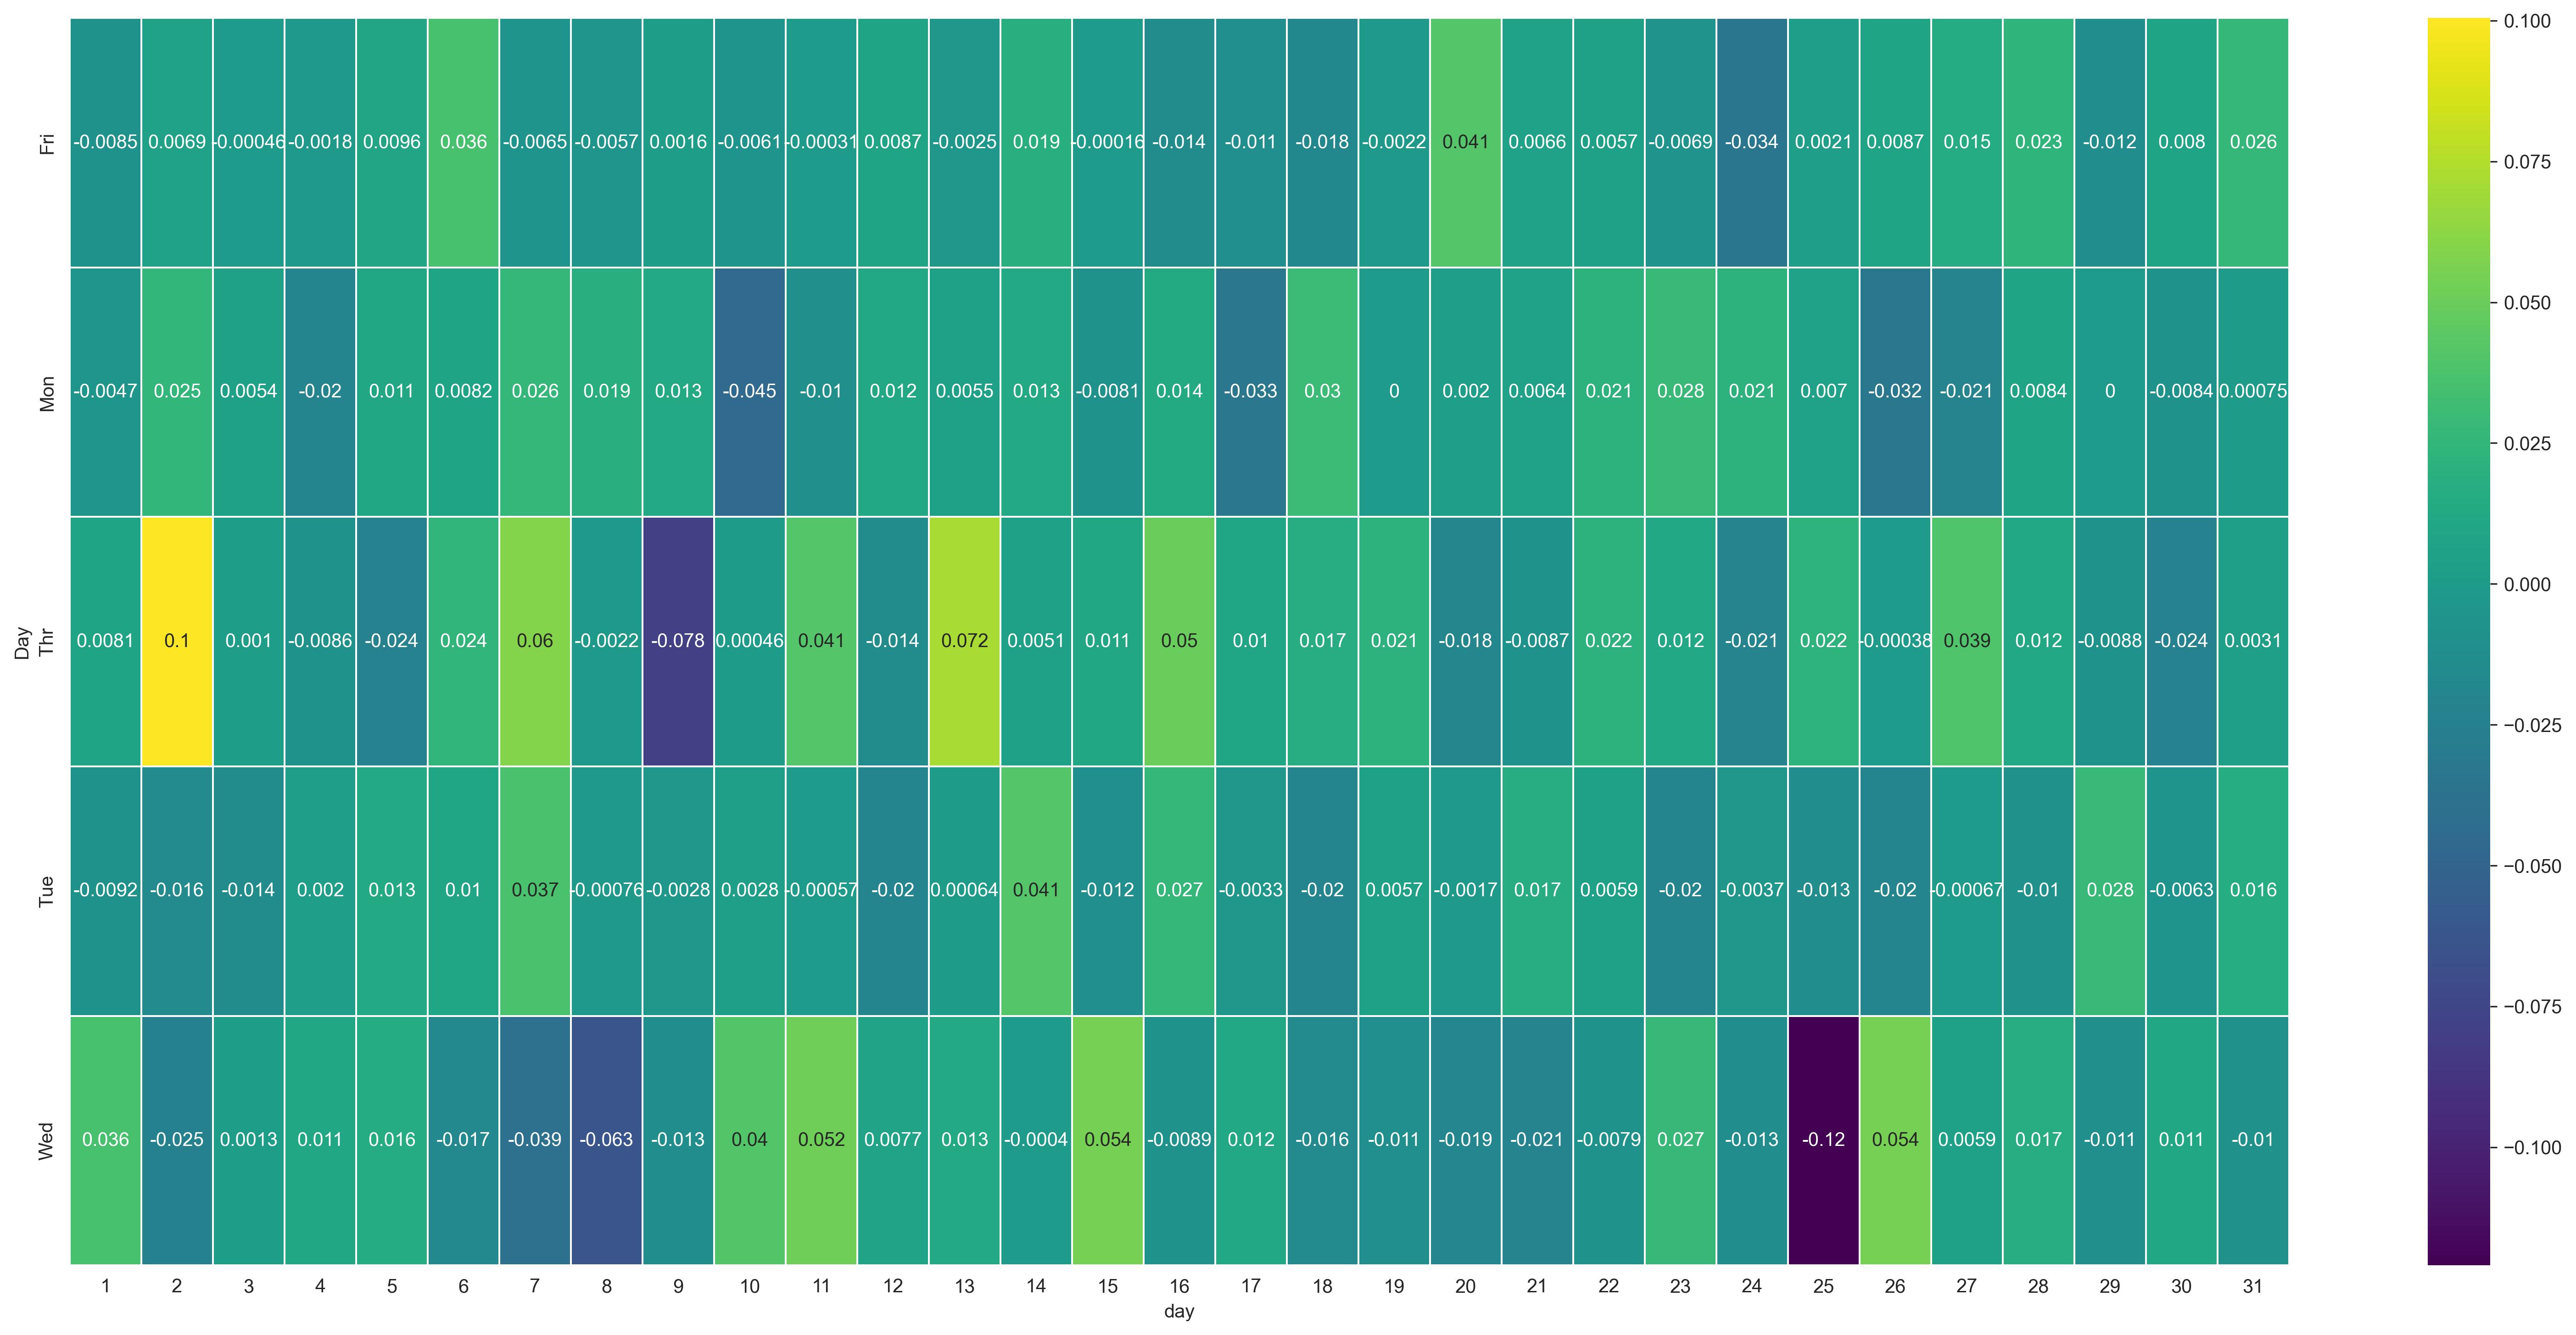 Fri -0.0085 0.0069 -0.00046 -0.0018 0.0096 0.036 -0.0065 -0.0057 0.0016 -0.0061 -0.00031 0.0087 -0.0025 0.019 -0.00016 -0.014 -0.011 -0.018 -0.0022 0.041 0.0066 0.0057 -0.0069 -0.034 0.0021 0.0087 0.015 0.023 -0.012 0.008 0.026
Mon -0.0047 0.025 0.0054 -0.02 0.011 0.0082 0.026 0.019 0.013 -0.045 -0.01 0.012 0.0055 0.013 -0.0081 0.014 -0.033 0.03 0 0.002 0.0064 0.021 0.028 0.021 0.007 -0.032 -0.021 0.0084 0 -0.0084 0.00075
Day
Thr 0.0081 0.1 0.001 -0.0086 -0.024 0.024 0.06 -0.0022 -0.078 0.00046 0.041 -0.014 0.072 0.0051 0.011 0.05 0.01 0.017 0.021 -0.018 -0.0087 0.022 0.012 -0.021 0.022 -0.00038 0.039 0.012 -0.0088 -0.024 0.0031
Tue -0.0092 -0.016 -0.014 0.002 0.013 0.01 0.037 -0.00076 -0.0028 0.0028 -0.00057 -0.02 0.00064 0.041 -0.012 0.027 -0.0033 -0.02 0.0057 -0.0017 0.017 0.0059 -0.02 -0.0037 -0.013 -0.02 -0.00067 -0.01 0.028 -0.0063 0.016
Wed 0.036 -0.025 0.0013 0.011 0.016 -0.017 -0.039 -0.063 -0.013 0.04 0.052 0.0077 0.013 -0.0004 0.054 -0.0089 0.012 -0.016 -0.011 -0.019 -0.021 -0.0079 0.027 -0.013 -0.12 0.054 0.0059 0.017 -0.011 0.011 -0.01
1 2 3 4 5 6 7 8 9 10 11 12 13 14 15 16 17 18 19 20 21 22 23 24 25 26 27 28 29 30 31
day
0.100
0.075
0.050
0.025
0.000
−0.025
−0.050
−0.075
−0.100